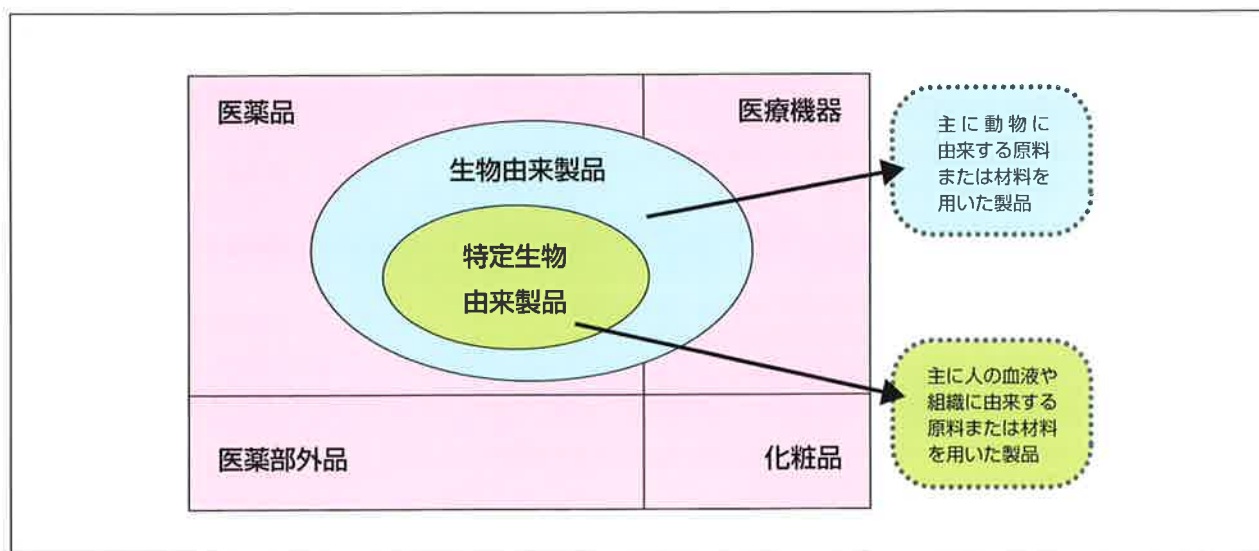 医薬品
医療機器
生物由来製品
特定生物
由来製品
医薬部外品
化粧品
主に動物に
由来する原料
または材料を
用いた製品
主に人の血液や
組織に由来する
原料または材料
を用いた製品